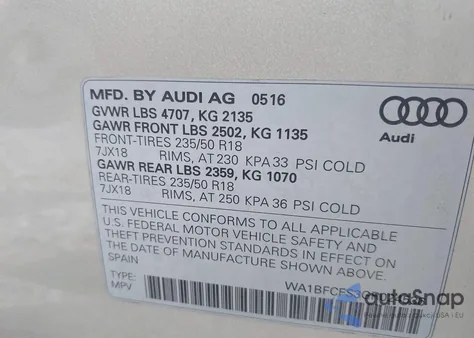 MFD. BY AUDI AG 0516
GVWR LBS 4707, KG 2135
GAWR FRONT LBS 2502, KG 1135
FRONT-TIRES 235/50 R18
7JX18 RIMS, AT 230 KPA 33 PSI COLD
GAWR REAR LBS 2359, KG 1070
REAR-TIRES 235/50 R18
7JX18 RIMS, AT 250 KPA 36 PSI COLD
THIS VEHICLE CONFORMS TO ALL APPLICABLE
U.S. FEDERAL MOTOR VEHICLE SAFETY AND
THEFT PREVENTION STANDARDS IN EFFECT ON
THE DATE OF MANUFACTURE SHOWN ABOVE.
SPAIN
TYPE:
MPV
Audi
autoSnap